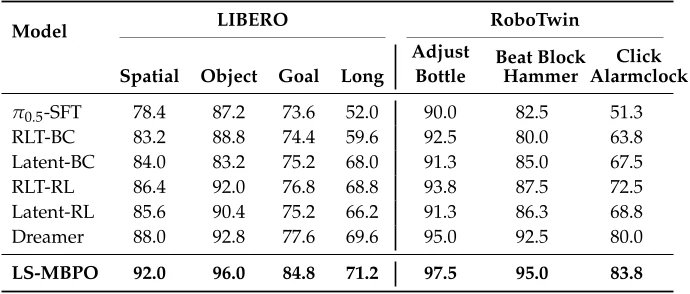 Model LIBERO RoboTwin
Spatial Object Goal Long Adjust Bottle Beat Block Hammer Click Alarmclock
π0.5-SFT 78.4 87.2 73.6 52.0 90.0 82.5 51.3
RLT-BC 83.2 88.8 74.4 59.6 92.5 80.0 63.8
Latent-BC 84.0 83.2 75.2 68.0 91.3 85.0 67.5
RLT-RL 86.4 92.0 76.8 68.8 93.8 87.5 72.5
Latent-RL 85.6 90.4 75.2 66.2 91.3 86.3 68.8
Dreamer 88.0 92.8 77.6 69.6 95.0 92.5 80.0
LS-MBPO 92.0 96.0 84.8 71.2 97.5 95.0 83.8